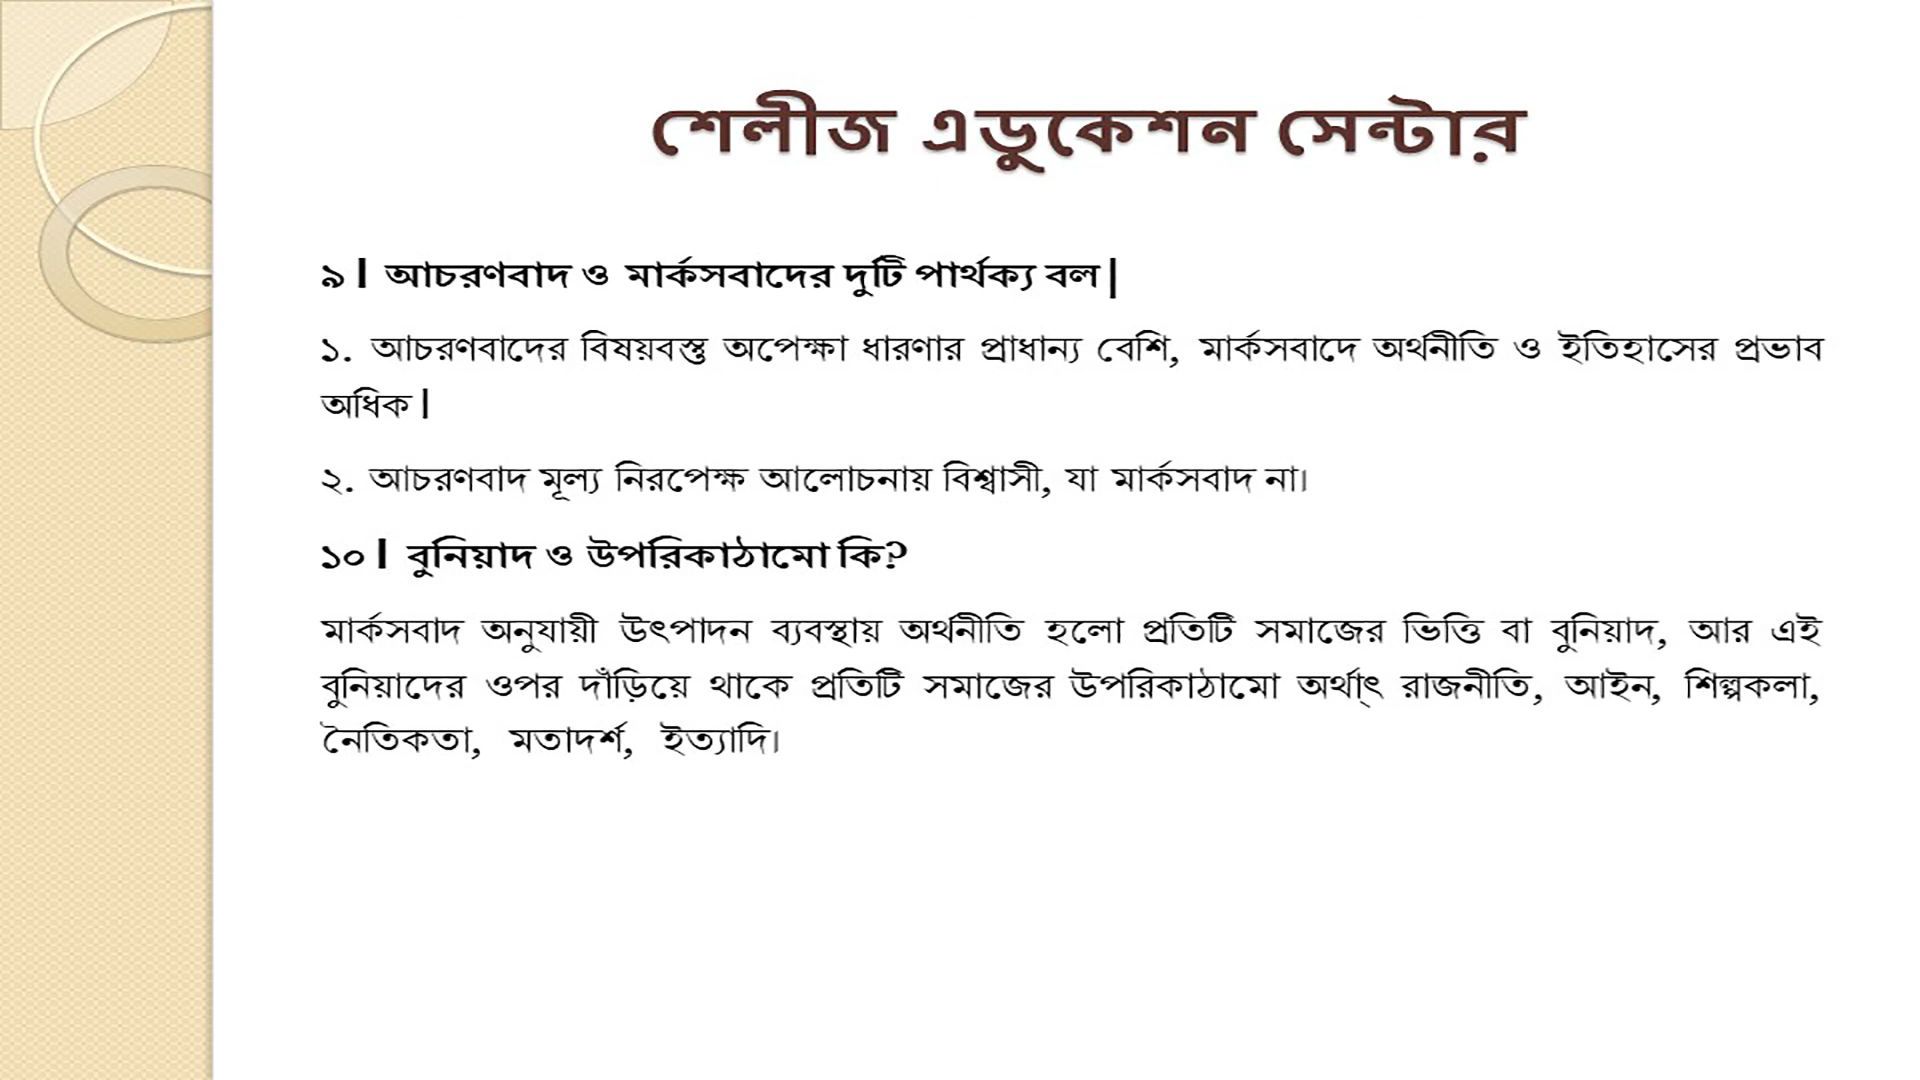 শেলীজ এডুকেশন সেন্টার
৯। আচরণবাদ ও মার্কসবাদের দুটি পার্থক্য বল|
১. আচরণবাদের বিষয়বস্তু অপেক্ষা ধারণার প্রাধান্য বেশি, মার্কসবাদে অর্থনীতি ও ইতিহাসের প্রভাব
অধিক।
২. আচরণবাদ মূল্য নিরপেক্ষ আলোচনায় বিশ্বাসী, যা মার্কসবাদ না।
১০। বুনিয়াদ ও উপরিকাঠামো কি?
মার্কসবাদ অনুযায়ী উৎপাদন ব্যবস্থায় অর্থনীতি হলো প্রতিটি সমাজের ভিত্তি বা বুনিয়াদ, আর এই
বুনিয়াদের ওপর দাঁড়িয়ে থাকে প্রতিটি সমাজের উপরিকাঠামো অর্থা্ৎ রাজনীতি, আইন, শিল্পকলা,
নৈতিকতা, মতাদর্শ, ইত্যাদি।